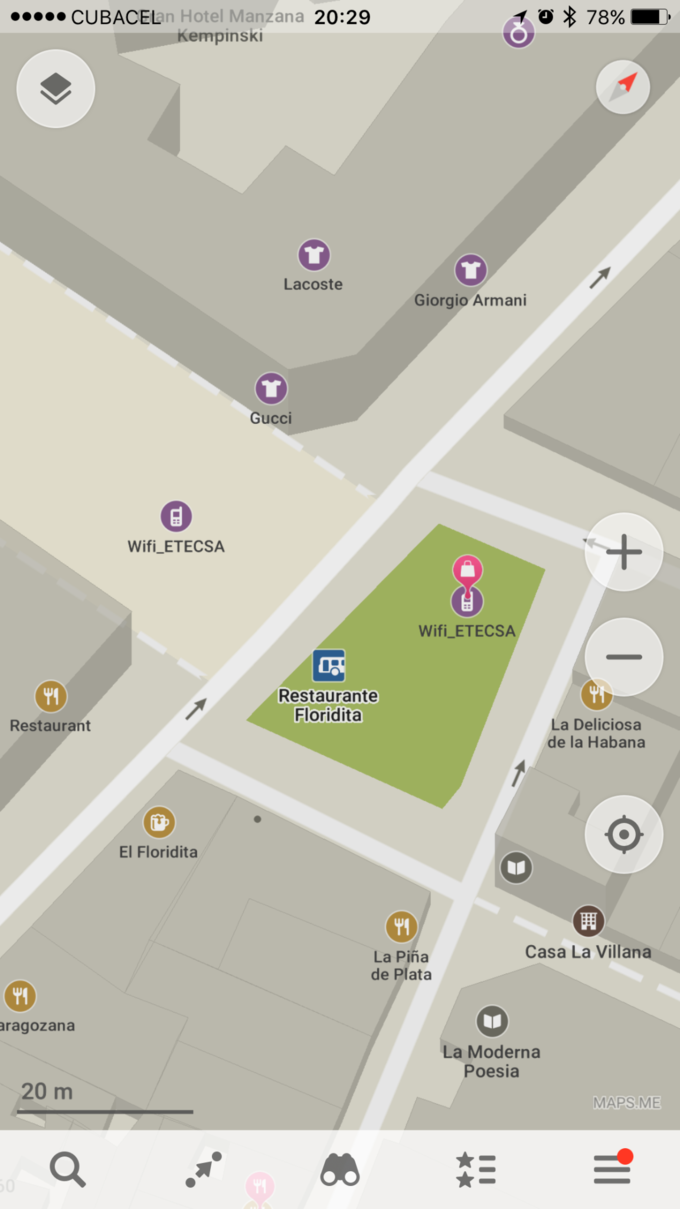 CUBACEL
20:29
78%
Gran Hotel Manzana
Kempinski
Lacoste
Giorgio Armani
Gucci
Wifi_ETECSA
Wifi_ETECSA
Restaurante
Floridita
Restaurant
La Deliciosa
de la Habana
El Floridita
La Piña
de Plata
Casa La Villana
aragozana
La Moderna
Poesia
20 m
MAPS.ME
60